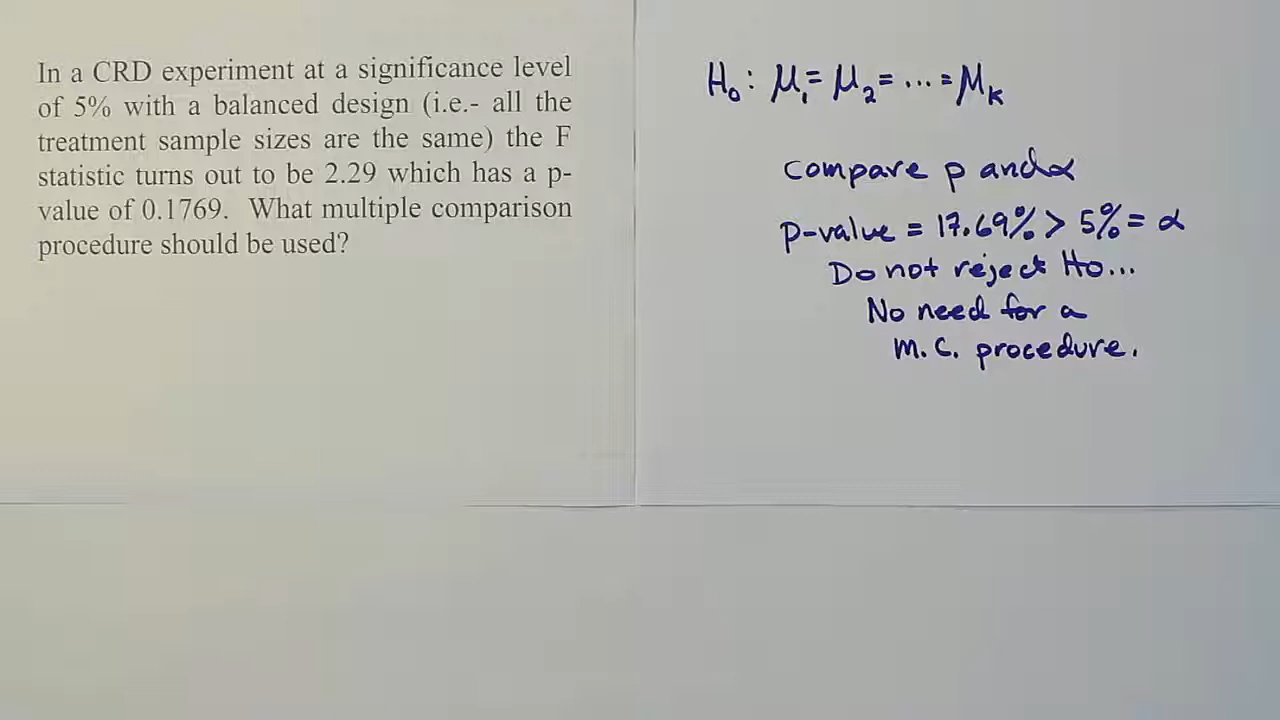 In a CRD experiment at a significance level
of 5% with a balanced design (i.e.- all the
treatment sample sizes are the same) the F
statistic turns out to be 2.29 which has a p-
value of 0.1769. What multiple comparison
procedure should be used?
H₀: μ₁= μ₂= ...= μₖ
compare p and α
p-value = 17.69% > 5% = α
Do not reject Ho...
No need for a
M.C. procedure.